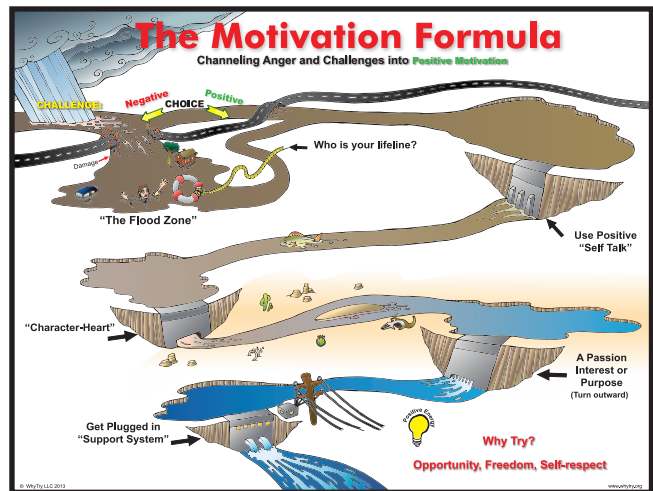 The Motivation Formula
Channeling Anger and Challenges into Positive Motivation
CHALLENGE:
Negative
CHOICE
Positive
Damage
Who is your lifeline?
"The Flood Zone"
Use Positive
"Self Talk"
"Character-Heart"
A Passion
Interest or
Purpose
(Turn outward)
Get Plugged in
"Support System"
Positive Energy
Why Try?
Opportunity, Freedom, Self-respect
© WhyTry LLC 2013
www.whytry.org